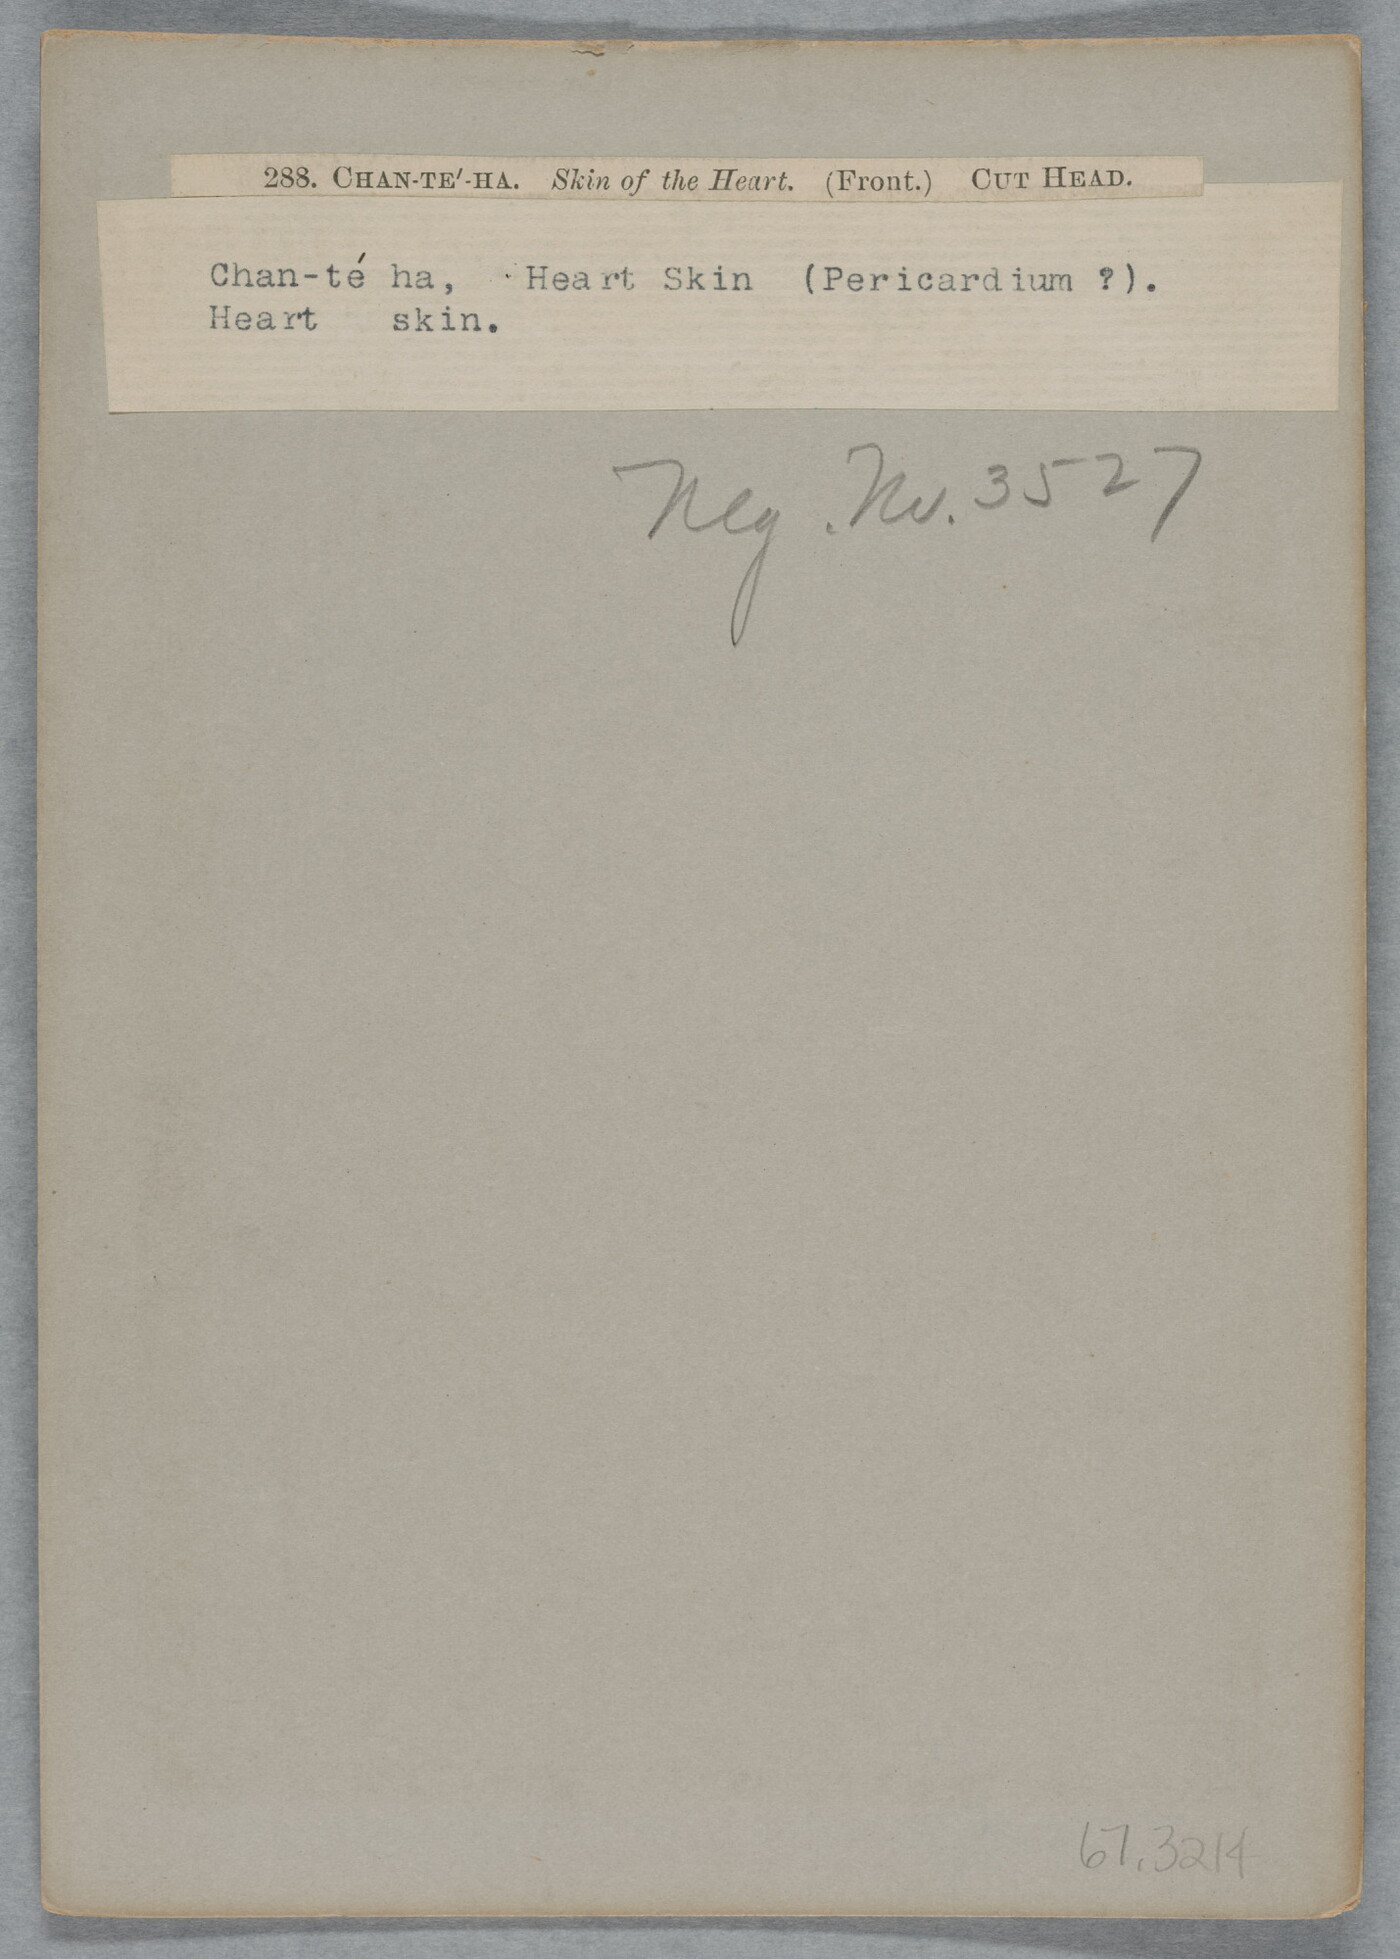 288. CHAN-TE′-HA. Skin of the Heart. (Front.) CUT HEAD.
Chan-té ha, Heart Skin (Pericardium ?).
Heart skin.
Neg. No. 3527
67.3214